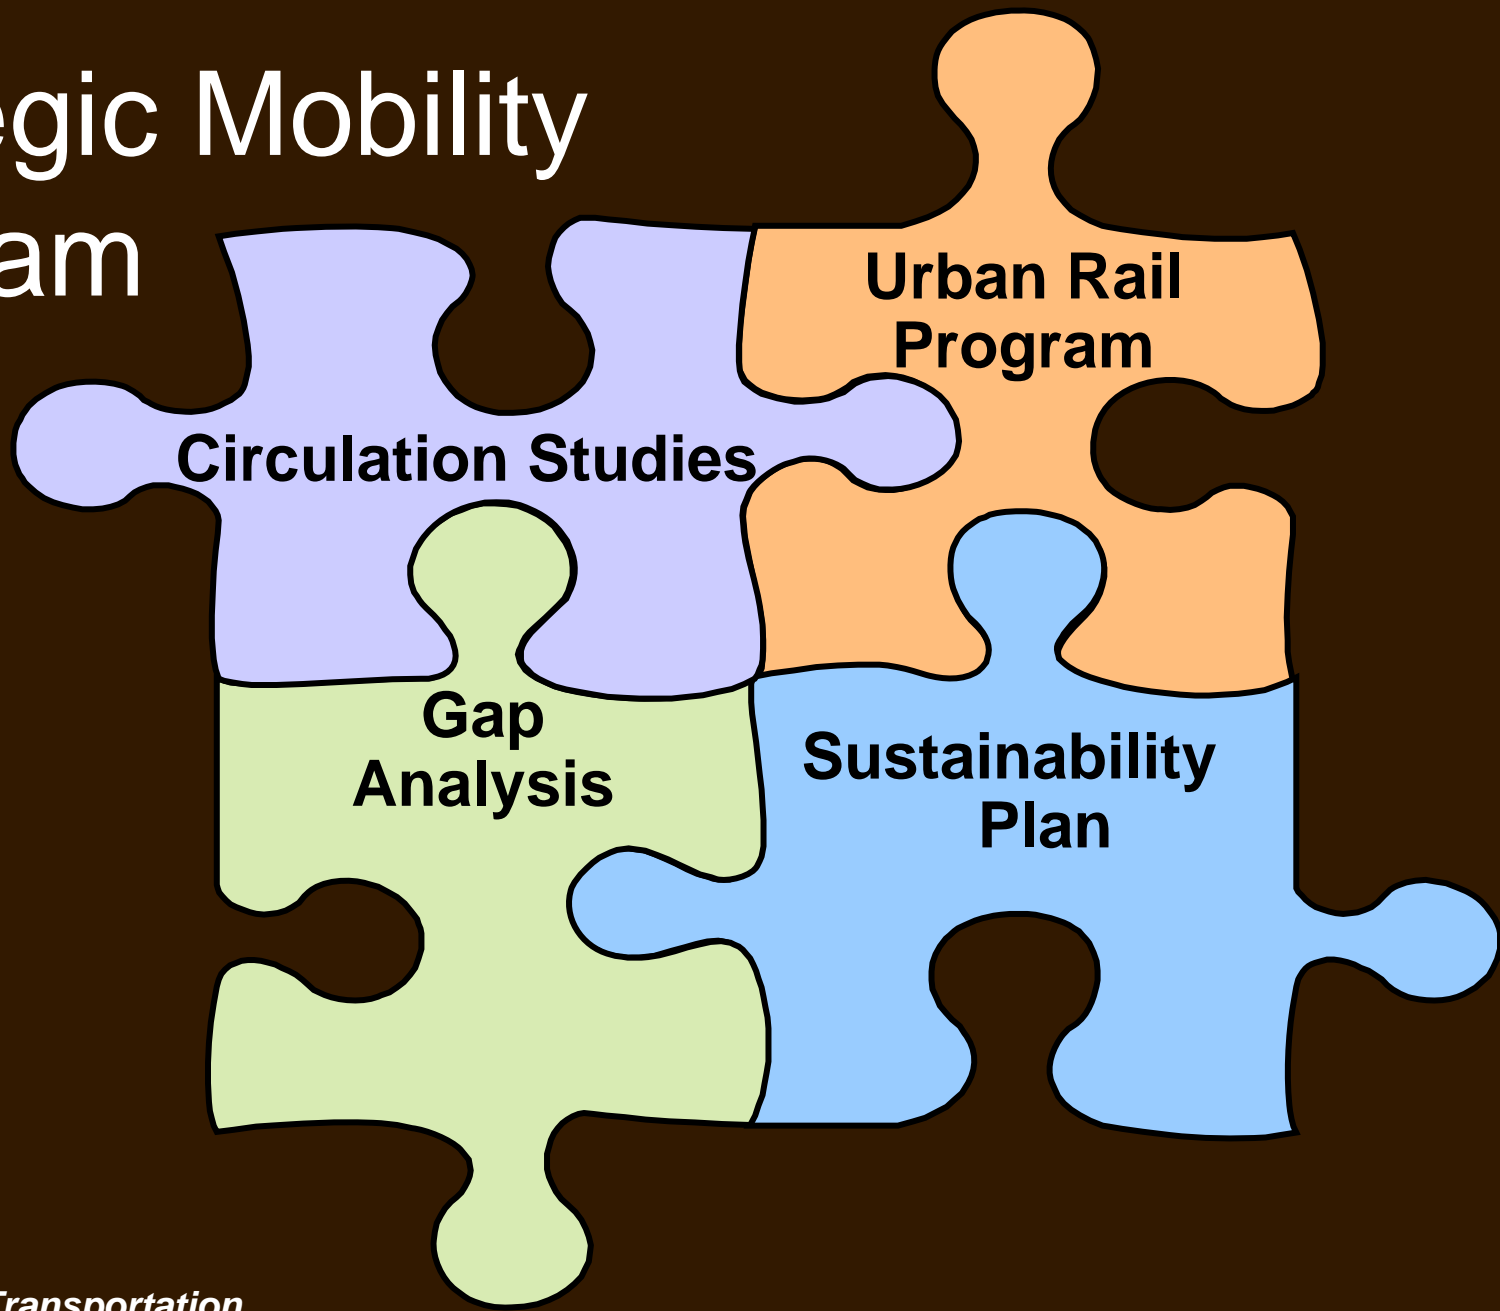 egic Mobility
am
Urban Rail
Program
Circulation Studies
Gap
Analysis
Sustainability
Plan
Transportation